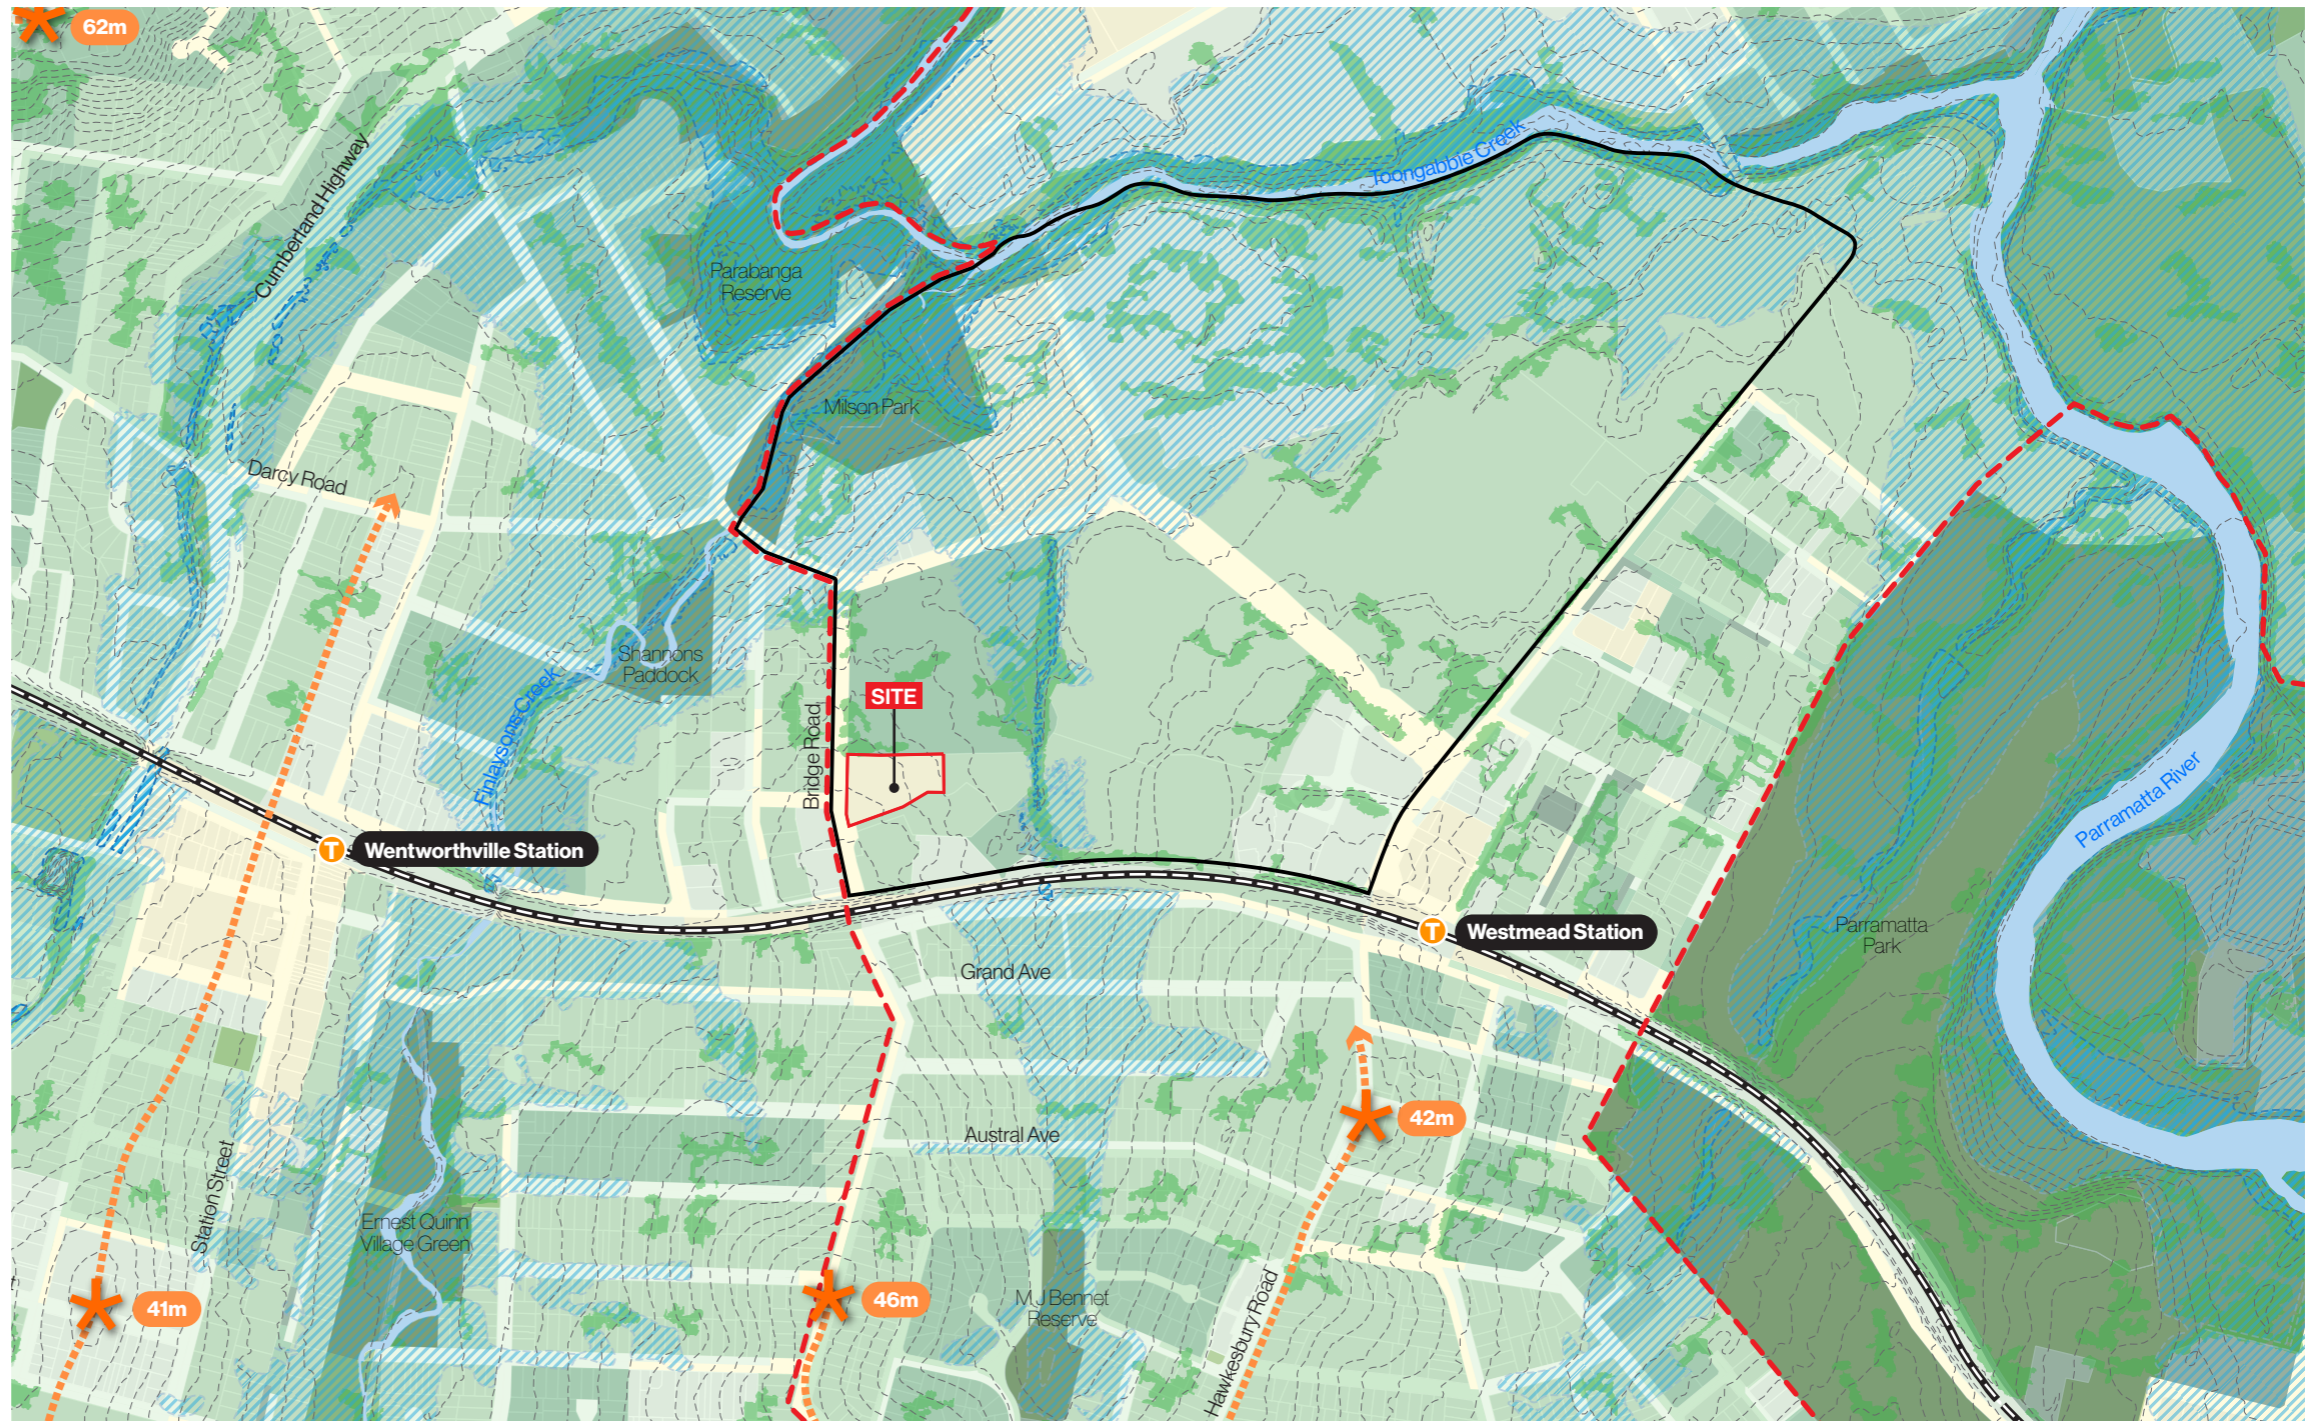 62m
Cumberland Highway
Toongabbie Creek
Parabanga
Reserve
Milson Park
Darcy Road
Shannons
Paddock
Finlaysons Creek
SITE
Bridge Road
Parramatta River
T Wentworthville Station
T Westmead Station
Parramatta
Park
Grand Ave
42m
Austral Ave
Station Street
Ernest Quinn
Village Green
41m
46m
M J Bennet
Reserve
Hawkesbury Road